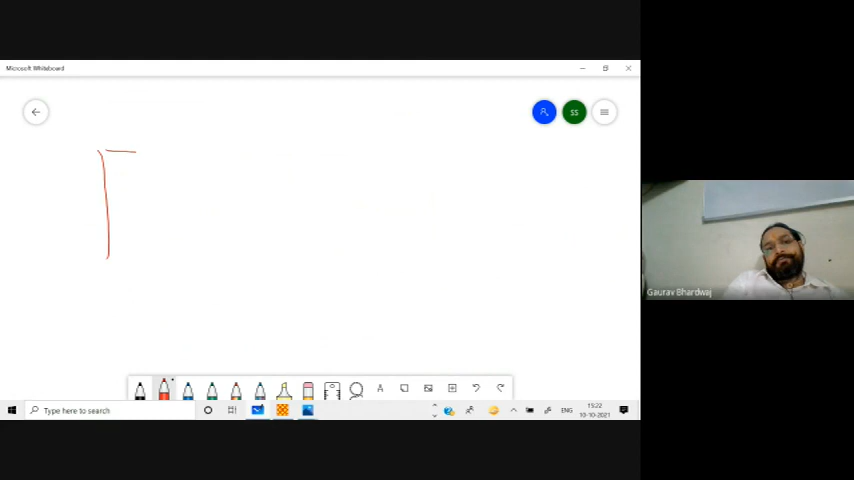 Microsoft Whiteboard
SS
Gaurav Bhardwaj
Type here to search
ENG
15:22
10-10-2021